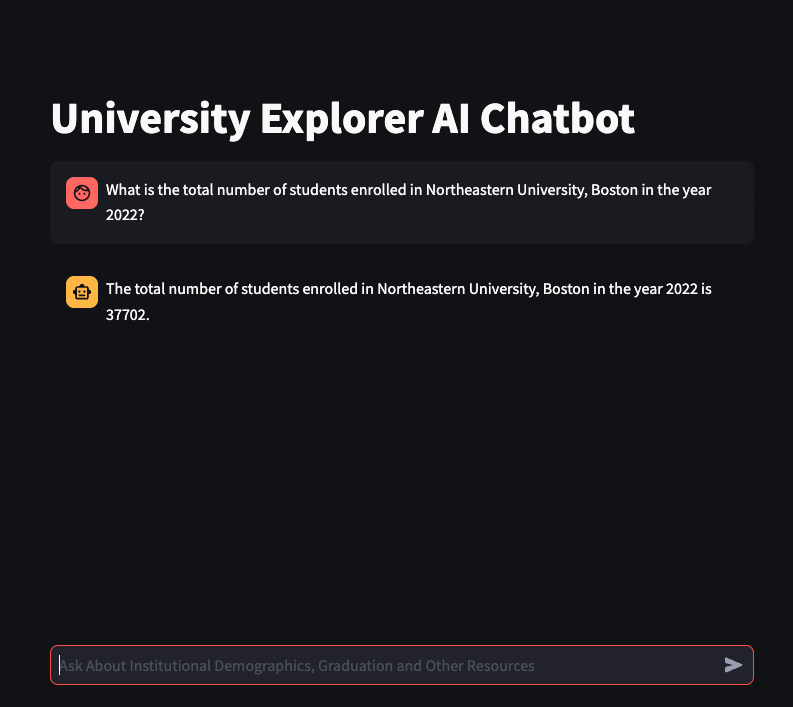 University Explorer AI Chatbot
What is the total number of students enrolled in Northeastern University, Boston in the year
2022?
The total number of students enrolled in Northeastern University, Boston in the year 2022 is
37702.
Ask About Institutional Demographics, Graduation and Other Resources